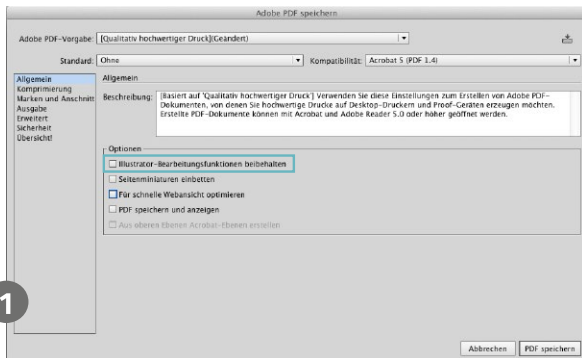 Adobe PDF speichern
Adobe PDF-Vorgabe: [Qualitativ hochwertiger Druck](Geändert)
Standard: Ohne Kompatibilität: Acrobat 5 (PDF 1.4)
Allgemein
Komprimierung
Marken und Anschnitt
Ausgabe
Erweitert
Sicherheit
Übersicht!
Allgemein
Beschreibung: [Basiert auf 'Qualitativ hochwertiger Druck'] Verwenden Sie diese Einstellungen zum Erstellen von Adobe PDF-
Dokumenten, von denen Sie hochwertige Drucke auf Desktop-Druckern und Proof-Geräten erzeugen möchten.
Erstellte PDF-Dokumente können mit Acrobat und Adobe Reader 5.0 oder höher geöffnet werden.
Optionen
Illustrator-Bearbeitungsfunktionen beibehalten
Seitenminiaturen einbetten
Für schnelle Webansicht optimieren
PDF speichern und anzeigen
Aus oberen Ebenen Acrobat-Ebenen erstellen
1
Abbrechen PDF speichern